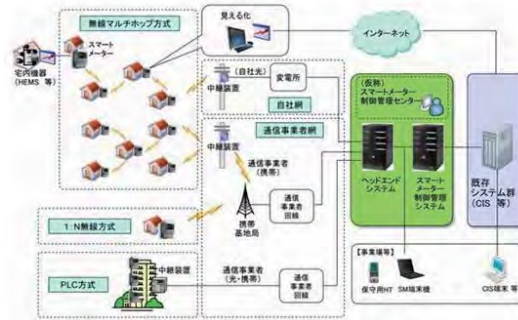 無線マルチホップ方式
スマート
メーター
宅内機器
(HEMS 等)
見える化
インターネット
(自社光)
変電所
中継装置
自社網
通信事業者網
中継装置
通信事業者
(携帯)
携帯
基地局
通信
事業者
回線
1:N無線方式
PLC方式
中継装置
通信事業者
(光・携帯)
通信
事業者
回線
(仮称)
スマートメーター
制御管理センター
ヘッドエンド
システム
スマート
メーター
制御管理
システム
既存
システム群
(CIS 等)
【事業場等】
保守用HT
SM端末機
CIS端末 等